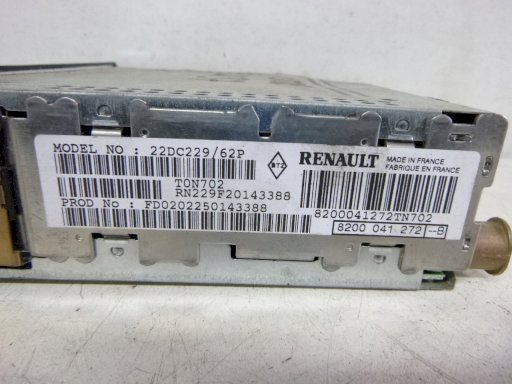 MODEL NO : 22DC229/62P
RENAULT
MADE IN FRANCE
FABRIQUE EN FRANCE
T0N702
RN229F20143388
PROD No : FD0202250143388
8200041272TN702
8200 041 272 --B